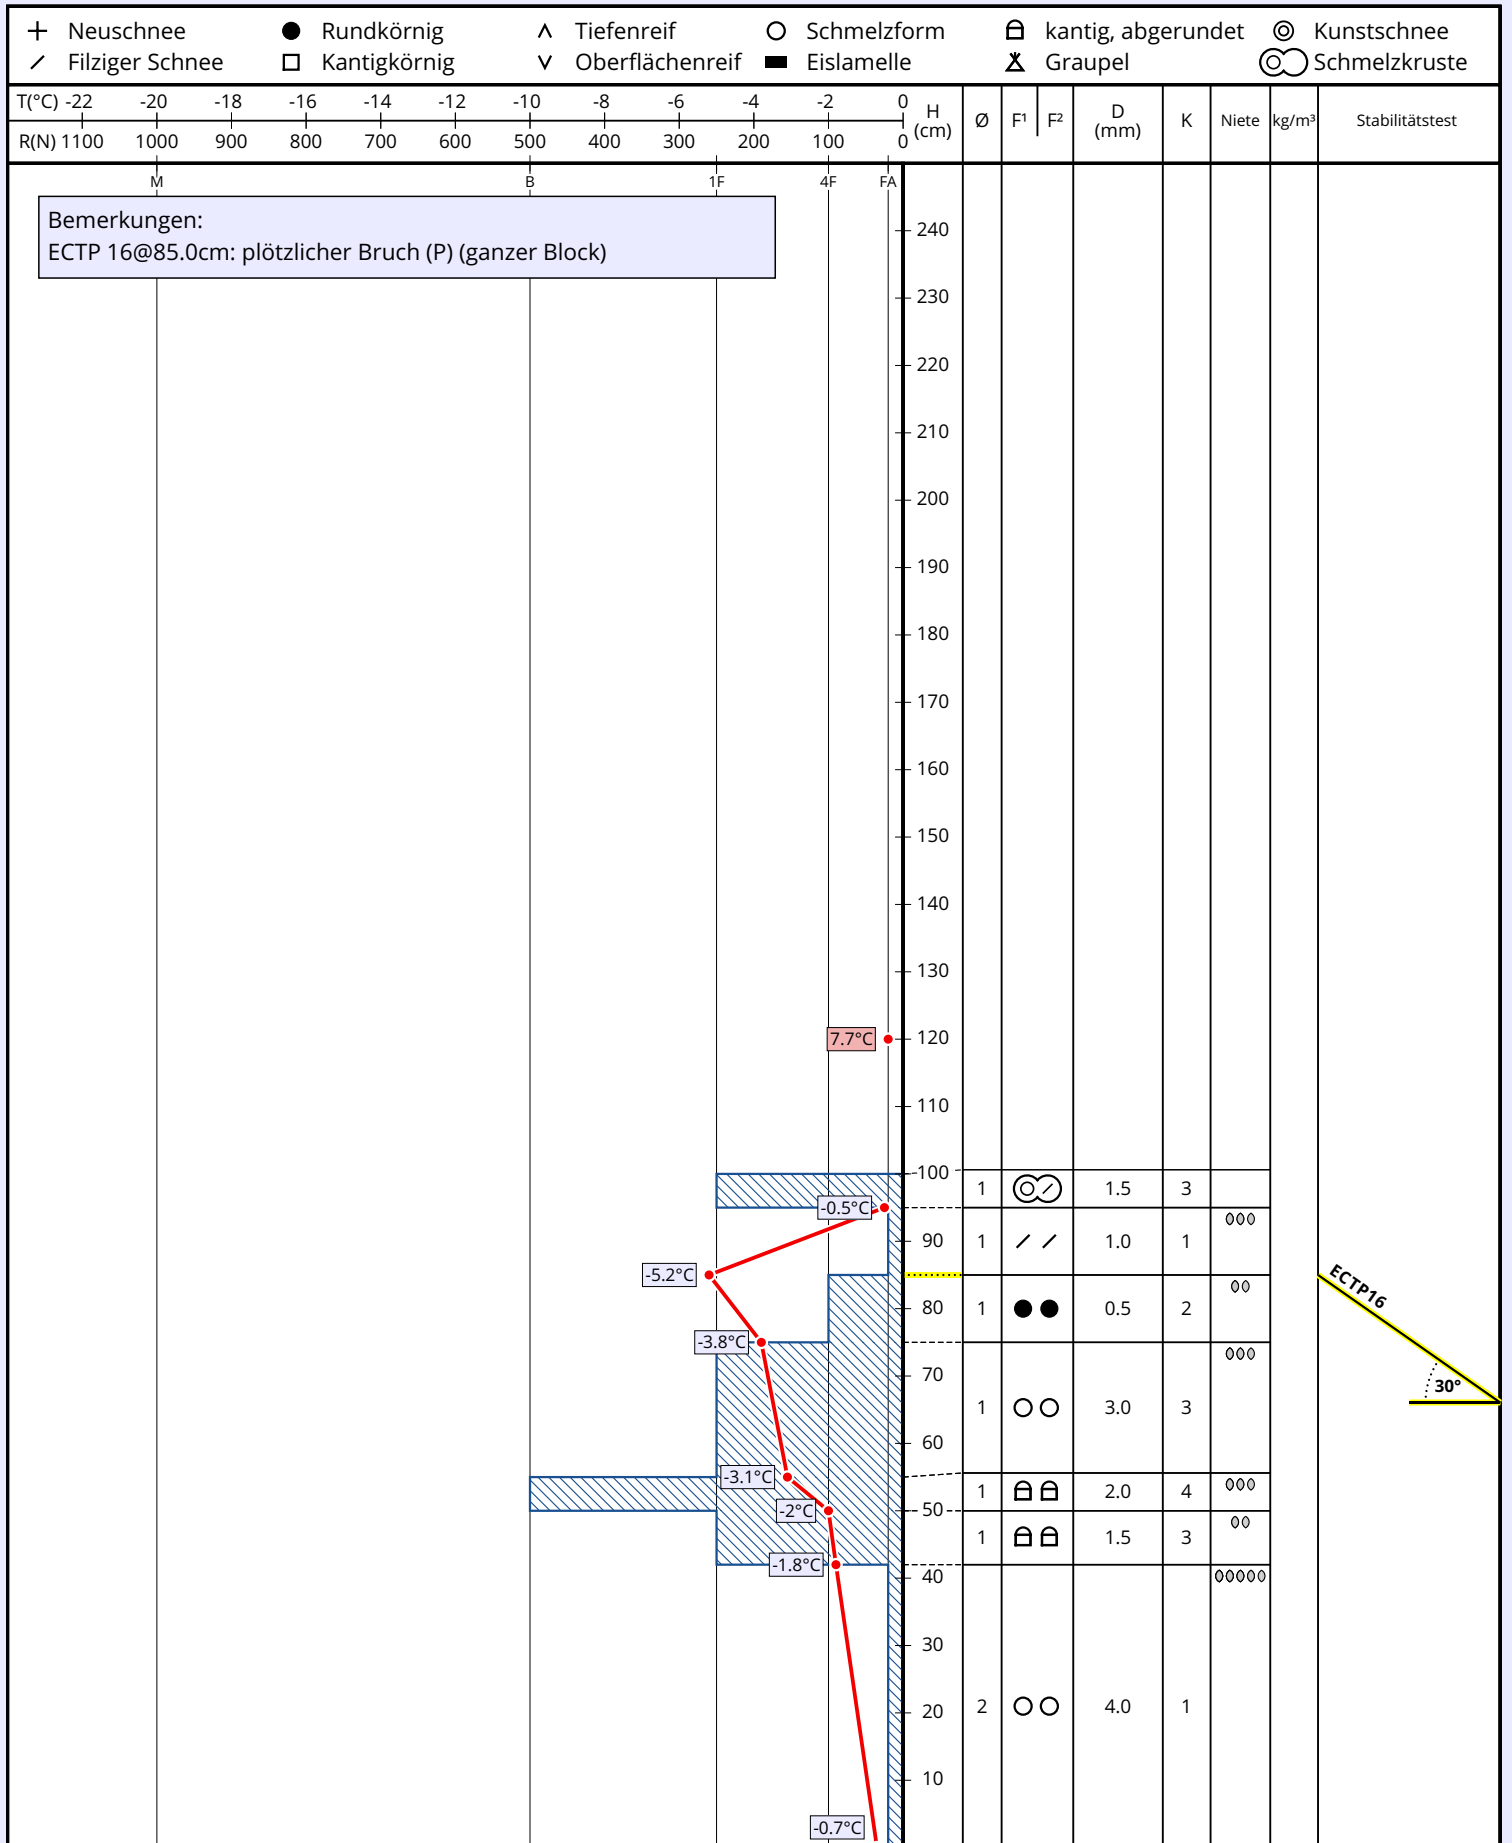 Neuschnee Rundkörnig Tiefenreif Schmelzform kantig, abgerundet Kunstschnee
Filziger Schnee Kantigkörnig Oberflächenreif Eislamelle Graupel Schmelzkruste
T(°C) -22 -20 -18 -16 -14 -12 -10 -8 -6 -4 -2 0
R(N) 1100 1000 900 800 700 600 500 400 300 200 100 0
H (cm) Ø F¹ F² D (mm) K Niete kg/m³ Stabilitätstest
M B 1F 4F FA
Bemerkungen:
ECTP 16@85.0cm: plötzlicher Bruch (P) (ganzer Block)
240
230
220
210
200
190
180
170
160
150
140
130
7.7°C 120
110
100
1 1.5 3
-0.5°C
90 1 1.0 1
-5.2°C
ECTP16
80 1 0.5 2
-3.8°C
70
30°
1 3.0 3
60
-3.1°C
1 2.0 4
-2°C 50
1 1.5 3
-1.8°C
40
30
20 2 4.0 1
10
-0.7°C